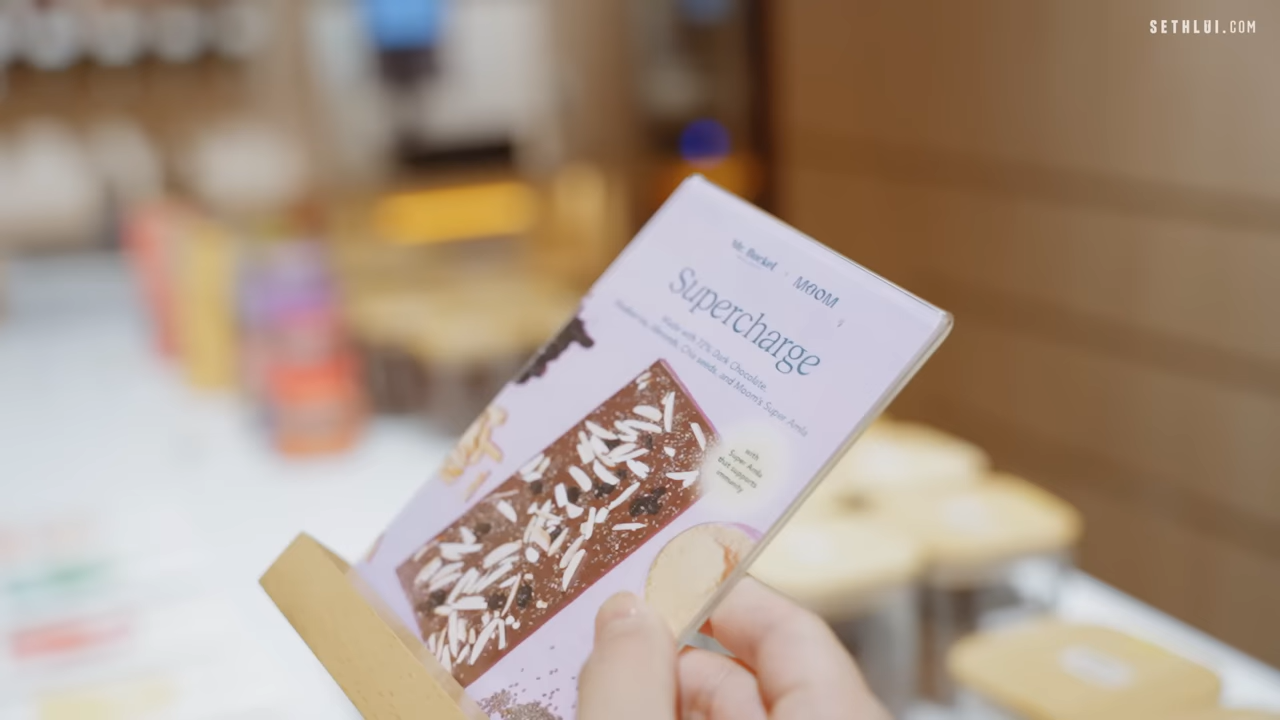 SETHLUI.COM
Mr. Bucket MOOM
Supercharge
Made with 72% Dark Chocolate,
almonds, Chia seeds, and Moom's Super Amla
with
Super Amla
that supports
immunity